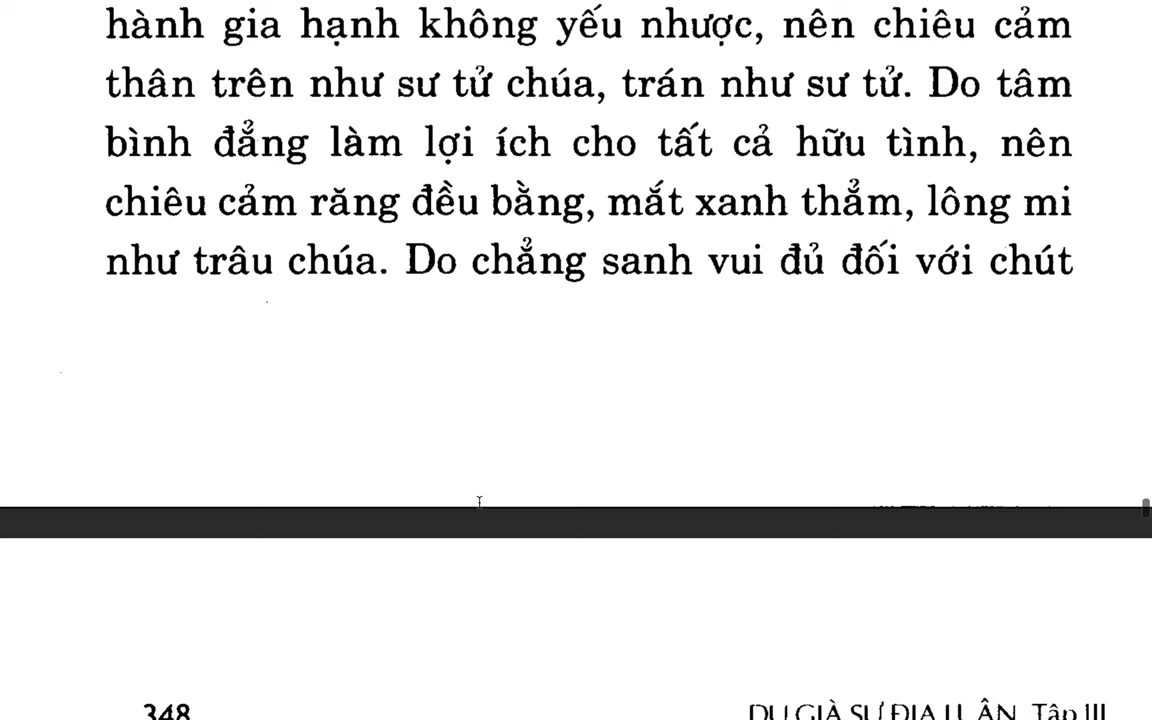 hành gia hạnh không yếu nhược, nên chiêu cảm
thân trên như sư tử chúa, trán như sư tử. Do tâm
bình đẳng làm lợi ích cho tất cả hữu tình, nên
chiêu cảm răng đều bằng, mắt xanh thẳm, lông mi
như trâu chúa. Do chẳng sanh vui đủ đối với chút
348 DU GIÀ SƯ ĐỊA LUẬN, Tập III